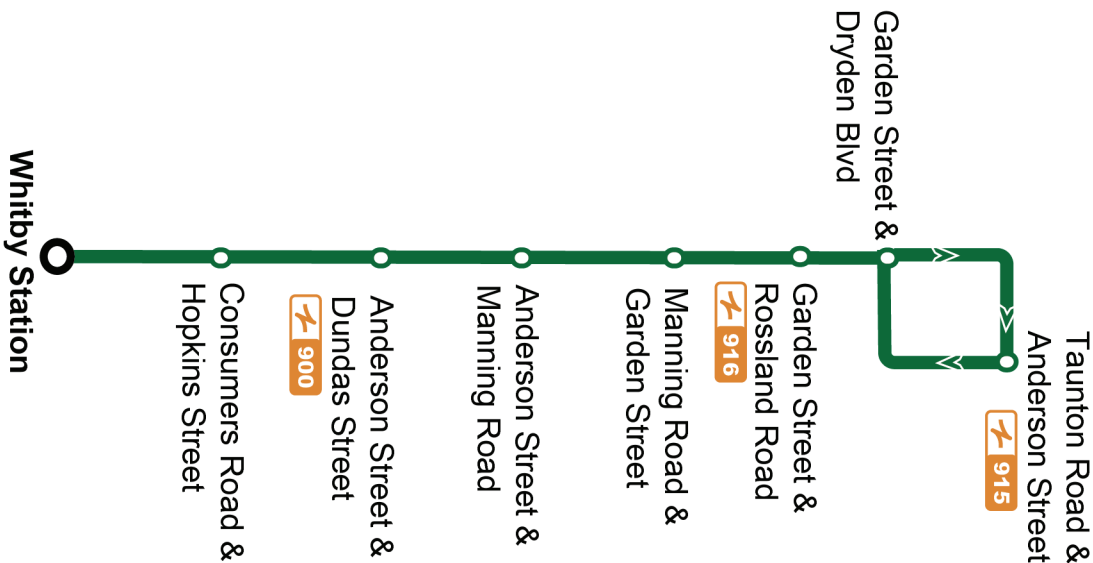 Garden Street &
Dryden Blvd
Taunton Road &
Anderson Street
915
Garden Street &
Rossland Road
916
Manning Road &
Garden Street
Anderson Street &
Manning Road
Anderson Street &
Dundas Street
900
Consumers Road &
Hopkins Street
Whitby Station